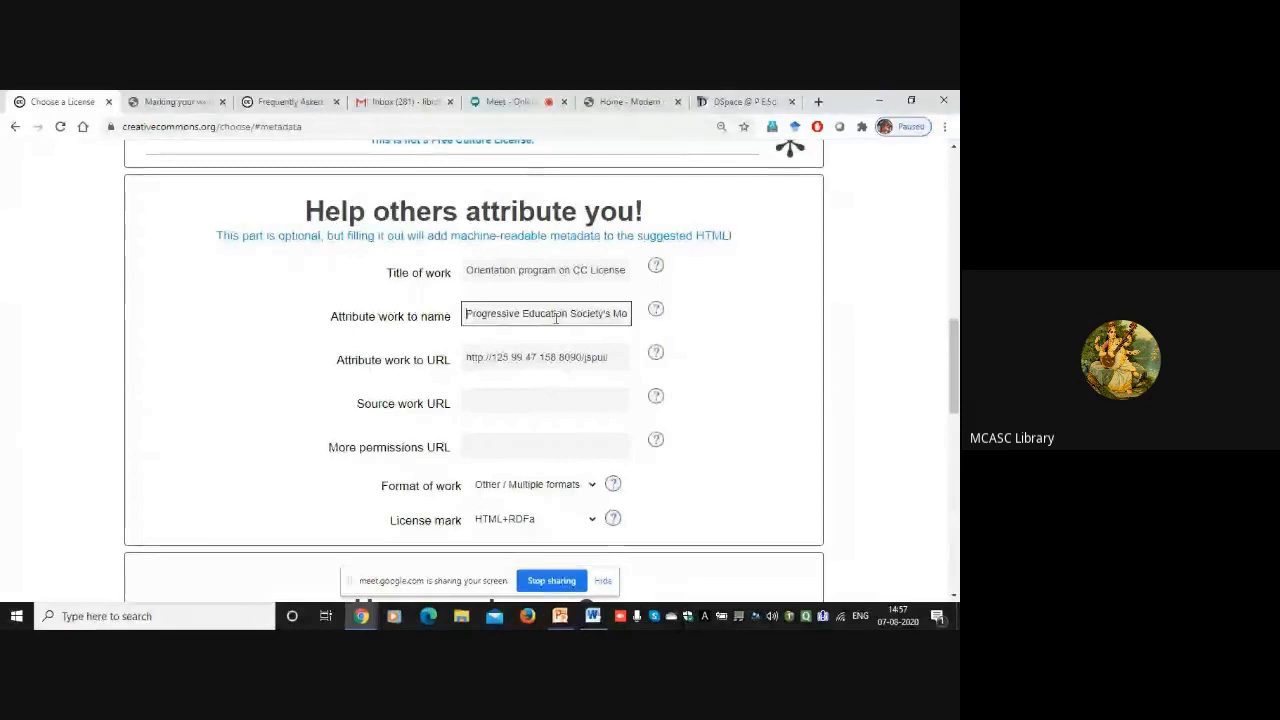 Choose a License
Marking your wo
Frequently Asked
Inbox (281) - libra
Meet - Onli
Home - Modern
DSpace @ P.E.So
creativecommons.org/choose/#metadata
Paused
This is not a Free Culture License.
Help others attribute you!
This part is optional, but filling it out will add machine-readable metadata to the suggested HTML!
Title of work
Orientation program on CC License
Attribute work to name
Progressive Education Society's Mo
Attribute work to URL
http://125.99.47.158:8090/jspui/
Source work URL
More permissions URL
Format of work
Other / Multiple formats
License mark
HTML+RDFa
meet.google.com is sharing your screen.
Stop sharing
Hide
MCASC Library
Type here to search
ENG
14:57
07-08-2020